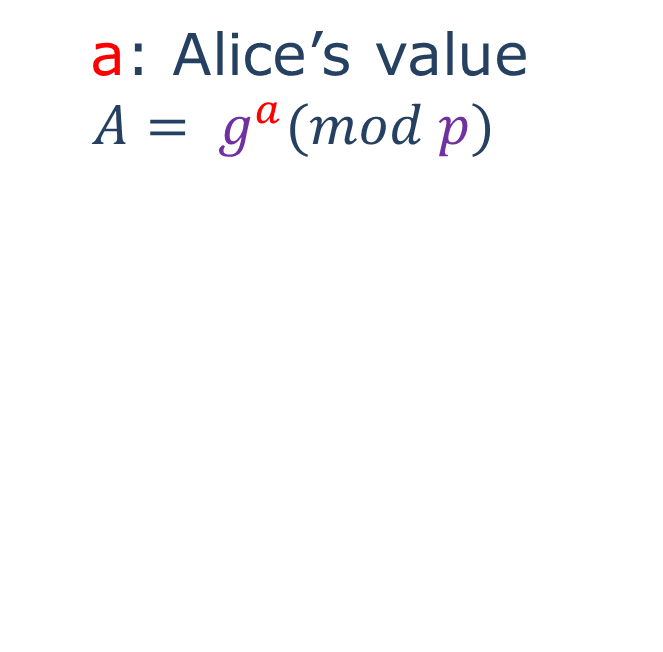 a: Alice’s value
A = g^a (mod p)